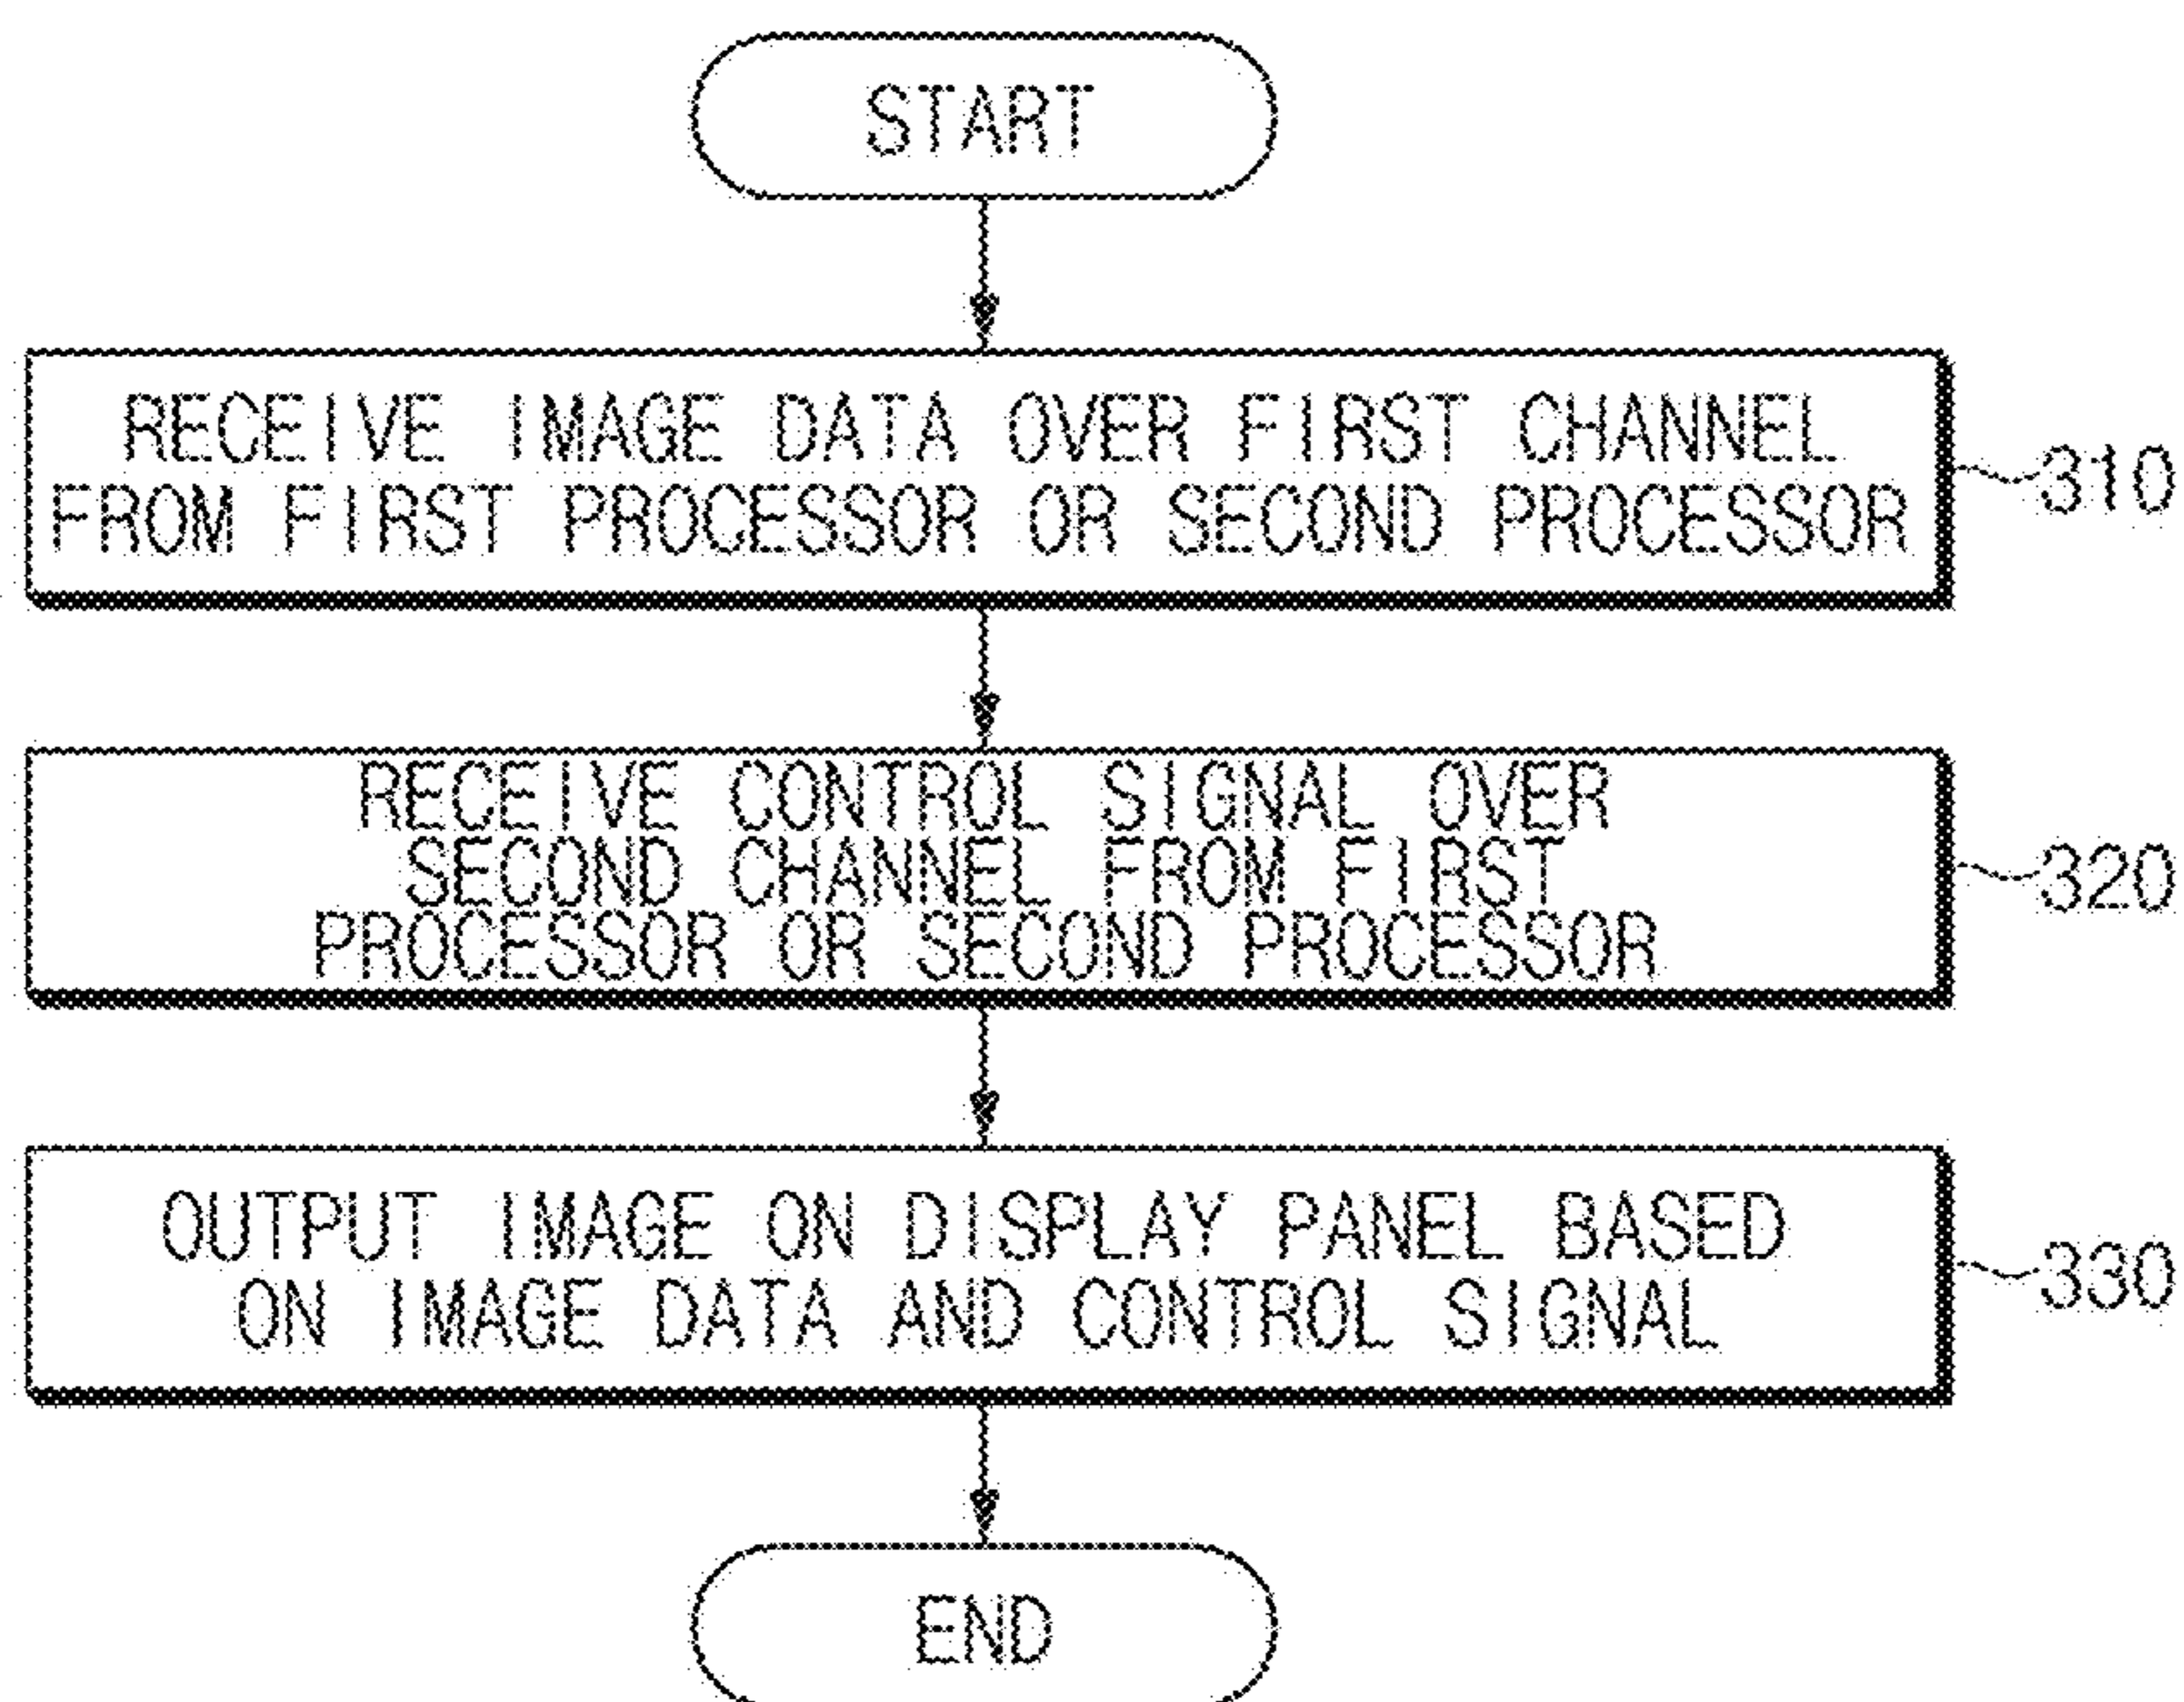 START
RECEIVE IMAGE DATA OVER FIRST CHANNEL
FROM FIRST PROCESSOR OR SECOND PROCESSOR
310
RECEIVE CONTROL SIGNAL OVER
SECOND CHANNEL FROM FIRST
PROCESSOR OR SECOND PROCESSOR
320
OUTPUT IMAGE ON DISPLAY PANEL BASED
ON IMAGE DATA AND CONTROL SIGNAL
330
END